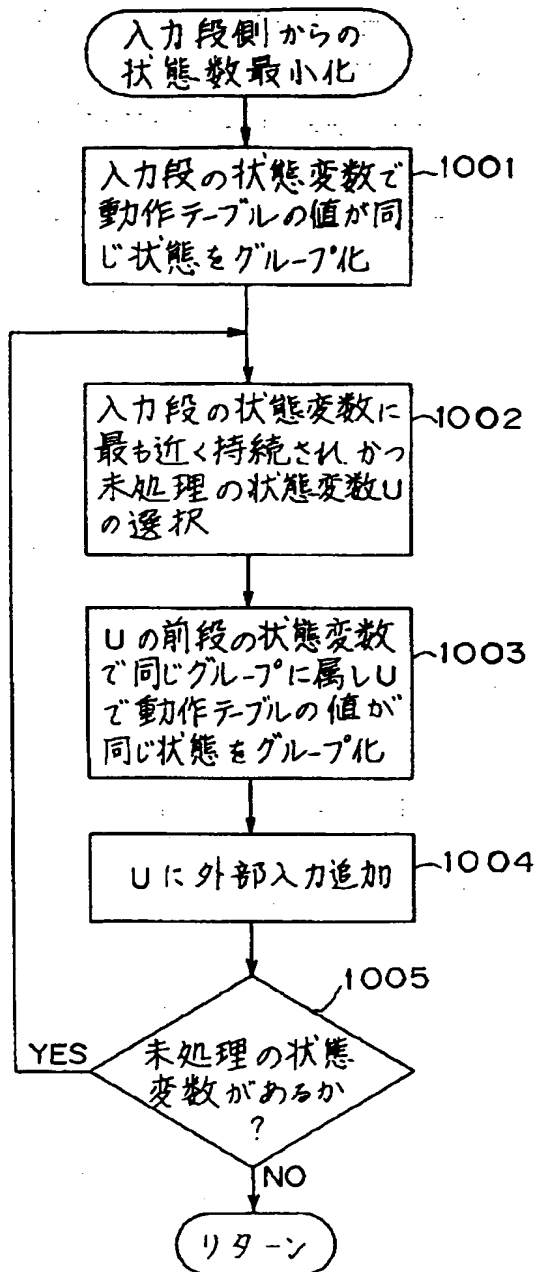 入力段側からの
状態数最小化
入力段の状態変数で
動作テーブルの値が同
じ状態をグループ化
1001
入力段の状態変数に
最も近く持続され、かつ
未処理の状態変数U
の選択
1002
Uの前段の状態変数
で同じグループに属しU
で動作テーブルの値が
同じ状態をグループ化
1003
Uに外部入力追加
1004
1005
未処理の状態
変数があるか
?
YES
NO
リターン